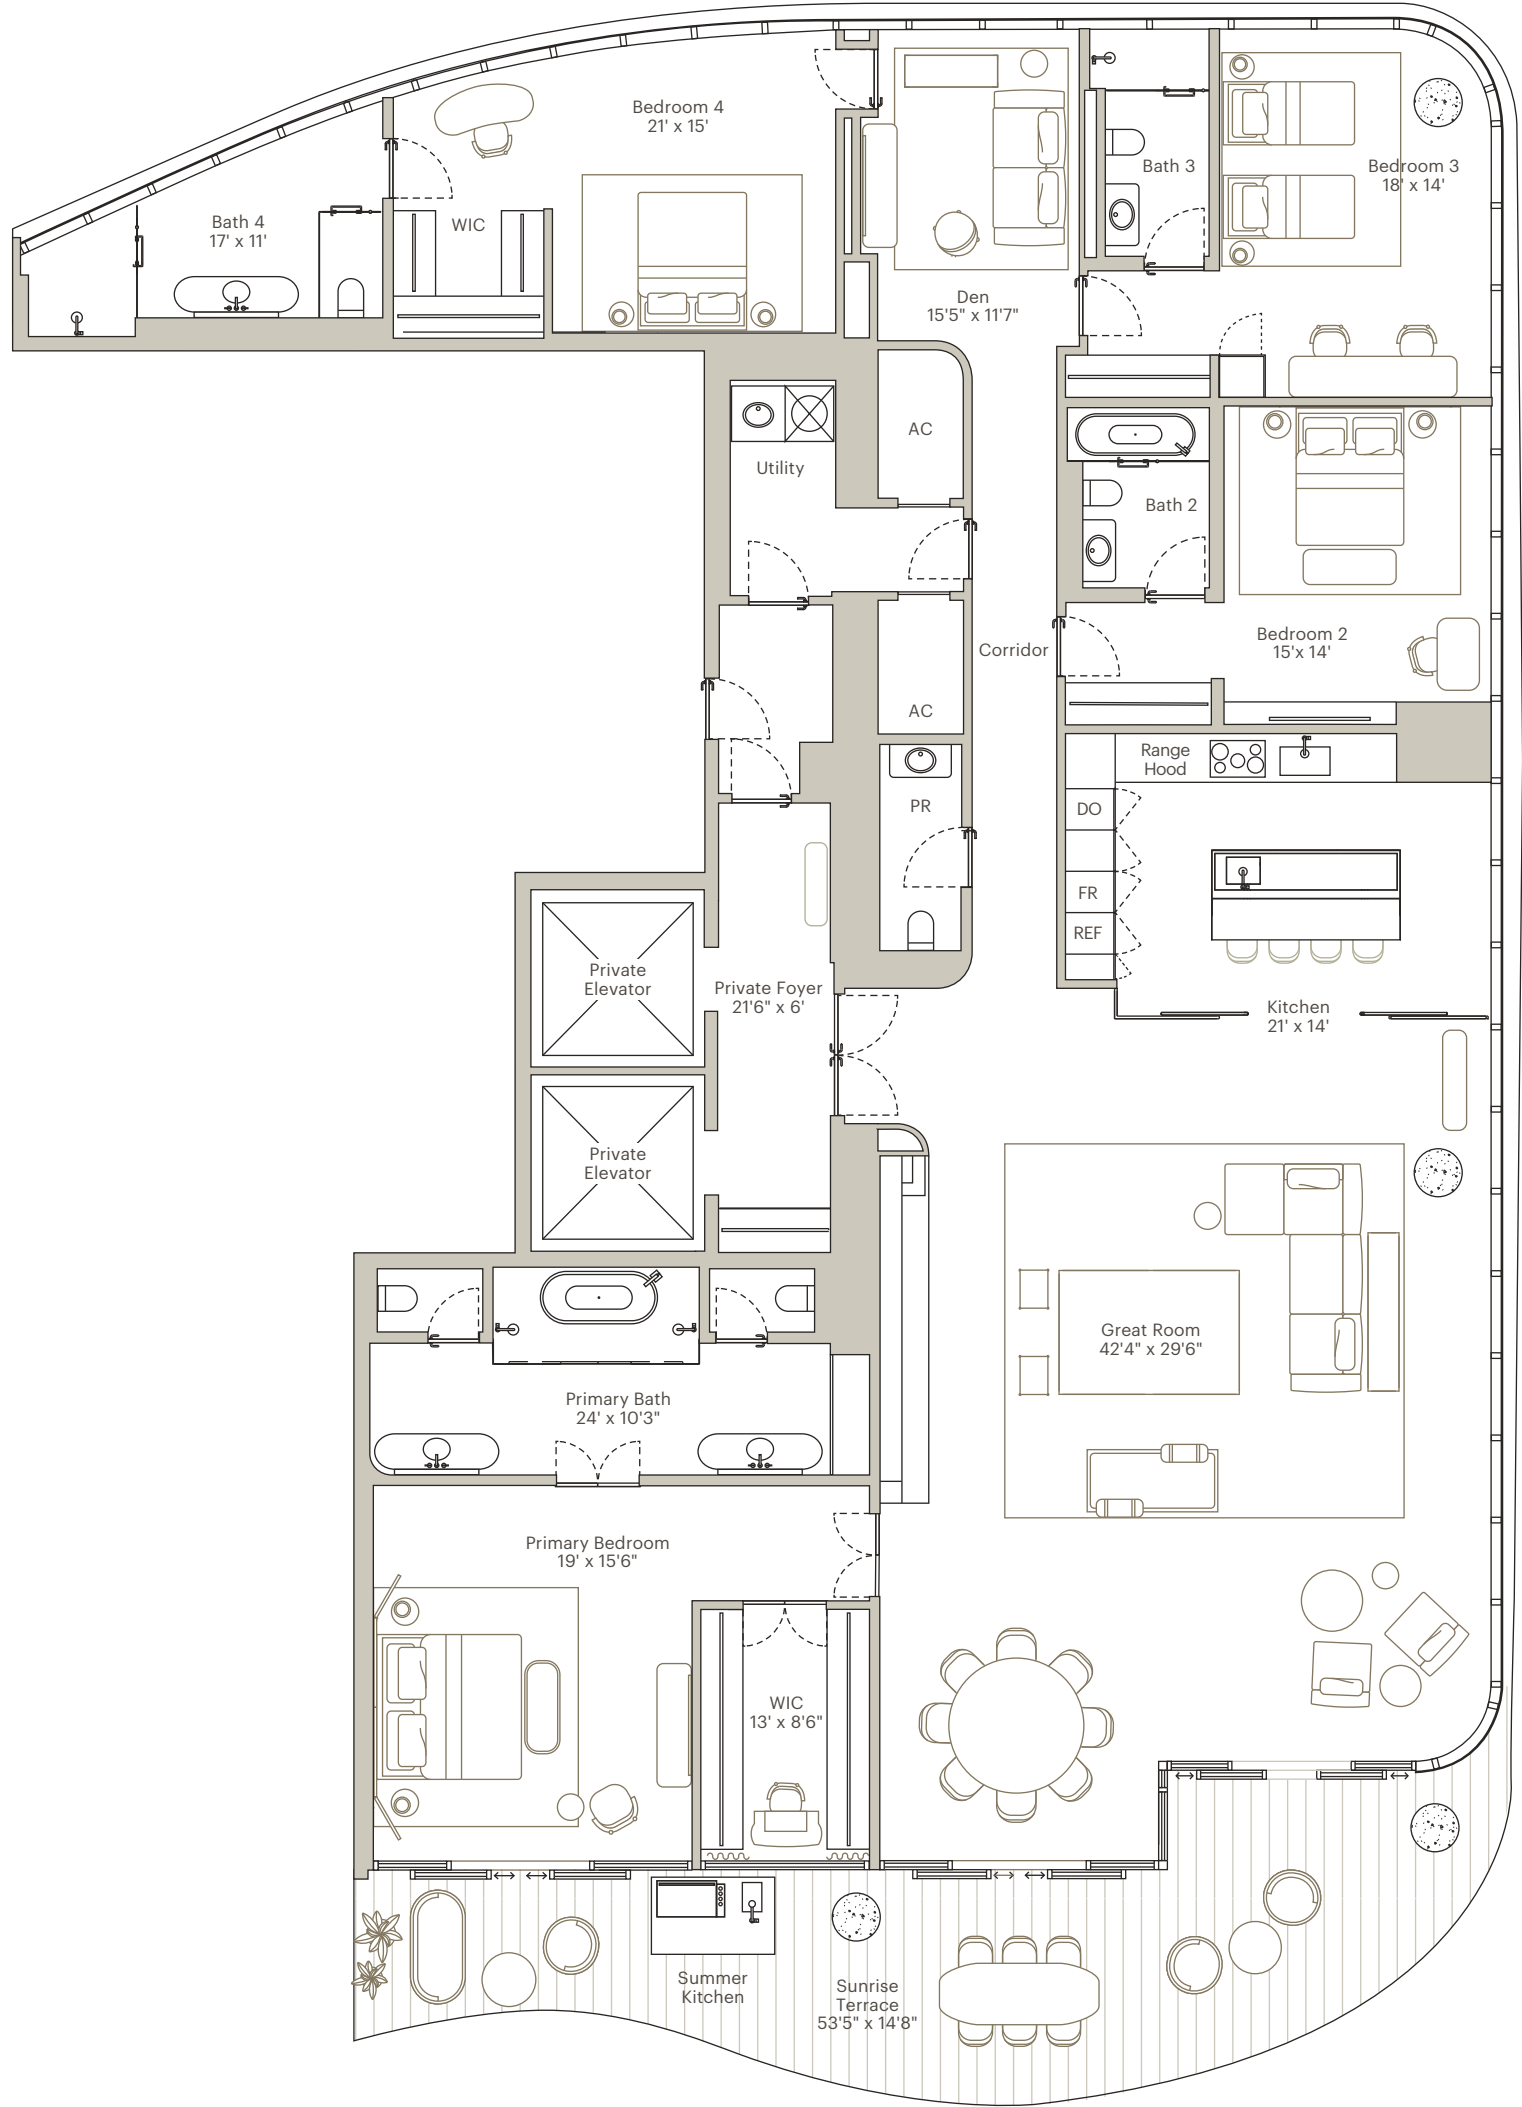 Bedroom 4
21' x 15'
Bath 3
Bedroom 3
18' x 14'
Bath 4
17' x 11'
WIC
Den
15'5" x 11'7"
AC
Utility
Bath 2
Bedroom 2
15'x 14'
Corridor
AC
Range
Hood
PR
DO
FR
REF
Private
Elevator
Private Foyer
21'6" x 6'
Kitchen
21' x 14'
Private
Elevator
Great Room
42'4" x 29'6"
Primary Bath
24' x 10'3"
Primary Bedroom
19' x 15'6"
WIC
13' x 8'6"
Summer
Kitchen
Sunrise
Terrace
53'5" x 14'8"